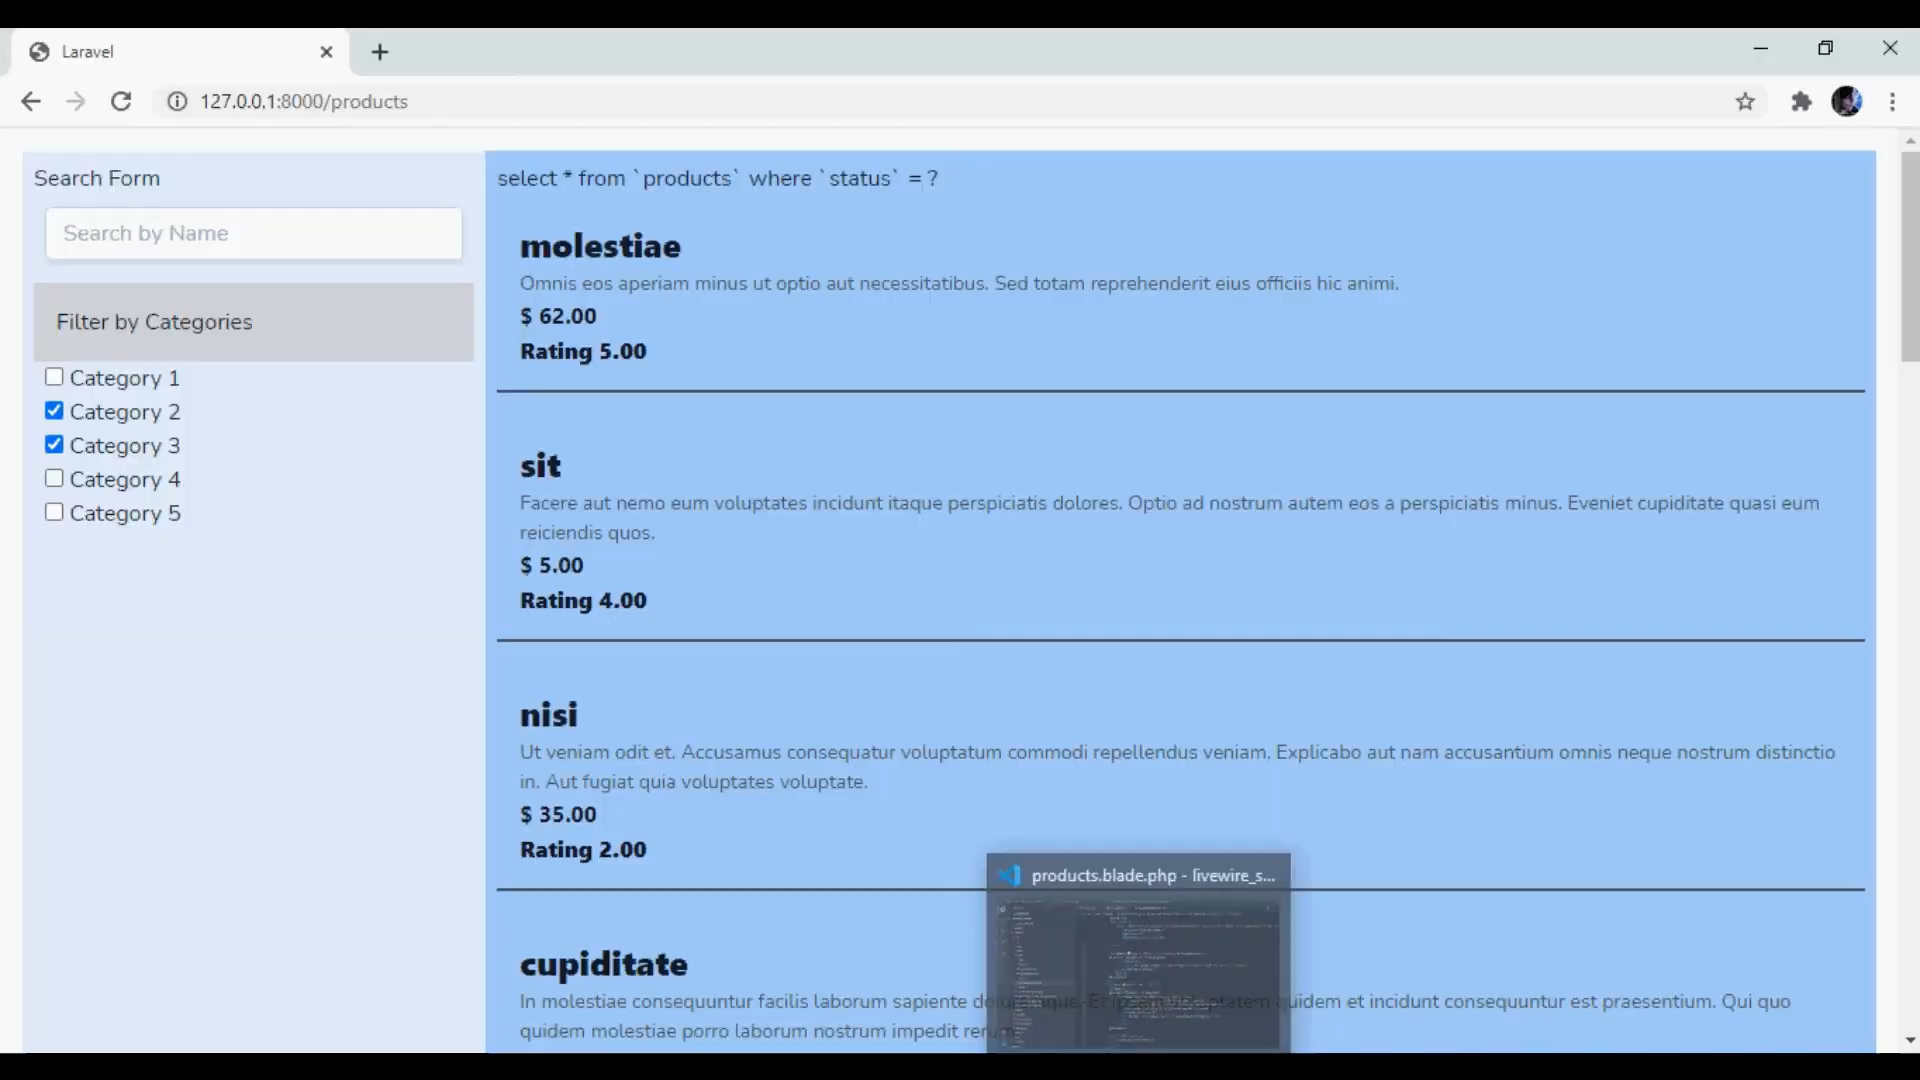 Laravel
127.0.0.1:8000/products
Search Form
Search by Name
Filter by Categories
Category 1
Category 2
Category 3
Category 4
Category 5
select * from `products` where `status` = ?
molestiae
Omnis eos aperiam minus ut optio aut necessitatibus. Sed totam reprehenderit eius officiis hic animi.
$ 62.00
Rating 5.00
sit
Facere aut nemo eum voluptates incidunt itaque perspiciatis dolores. Optio ad nostrum autem eos a perspiciatis minus. Eveniet cupiditate quasi eum
reiciendis quos.
$ 5.00
Rating 4.00
nisi
Ut veniam odit et. Accusamus consequatur voluptatum commodi repellendus veniam. Explicabo aut nam accusantium omnis neque nostrum distinctio
in. Aut fugiat quia voluptates voluptate.
$ 35.00
Rating 2.00
products.blade.php - livewire_s...
cupiditate
In molestiae consequuntur facilis laborum sapiente quidem et incidunt consequuntur est praesentium. Qui quo
quidem molestiae porro laborum nostrum impedit